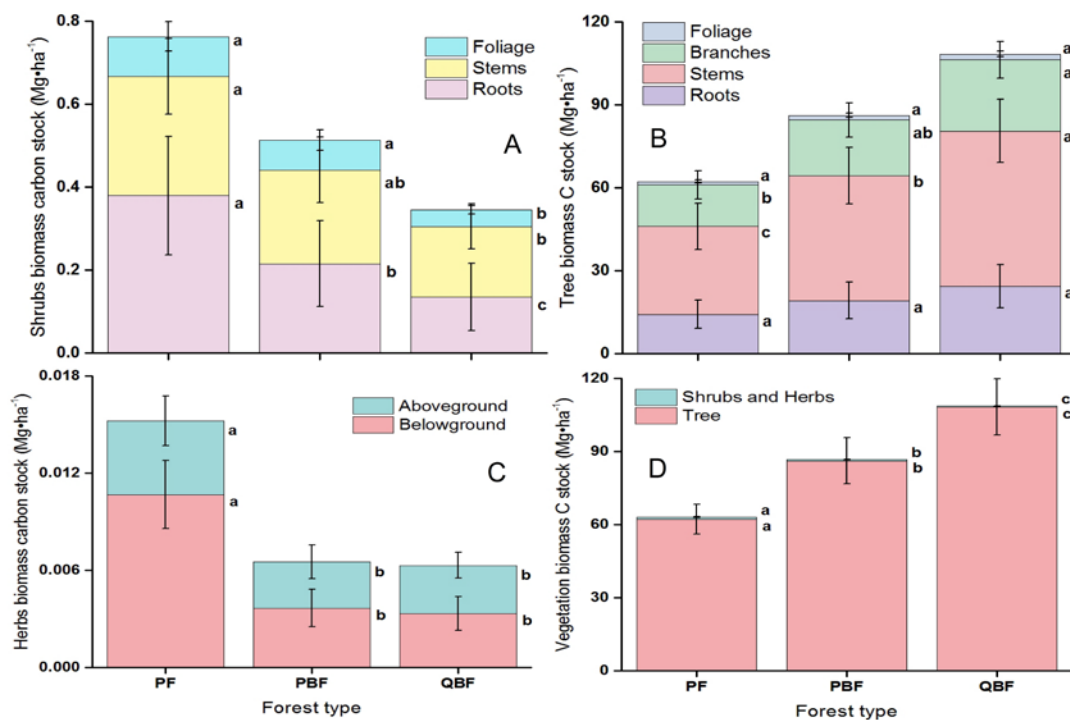 Shrubs biomass carbon stock (Mg•ha⁻¹)
0.8
0.6
0.4
0.2
0.0
Foliage
Stems
Roots
A
a
a
a
a
ab
b
b
b
c
Tree biomass C stock (Mg•ha⁻¹)
120
90
60
30
0
Foliage
Branches
Stems
Roots
B
a
b
c
a
a
ab
b
a
a
a
a
a
Herbs biomass carbon stock (Mg•ha⁻¹)
0.018
0.012
0.006
0.000
Aboveground
Belowground
C
a
a
b
b
b
b
PF
PBF
QBF
Forest type
Vegetation biomass C stock (Mg•ha⁻¹)
120
90
60
30
0
Shrubs and Herbs
Tree
D
a
a
b
b
c
c
PF
PBF
QBF
Forest type